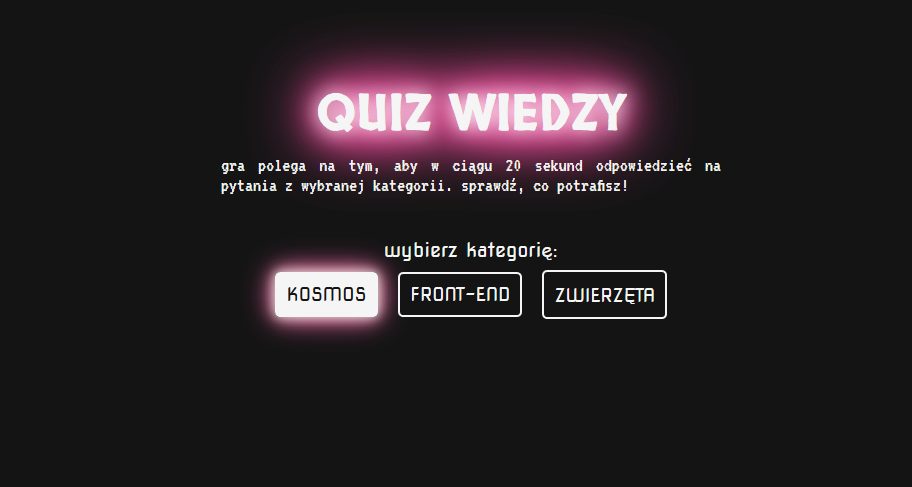 QUIZ WIEDZY
gra polega na tym, aby w ciągu 20 sekund odpowiedzieć na
pytania z wybranej kategorii. sprawdź, co potrafisz!
wybierz kategorię:
KOSMOS FRONT-END ZWIERZĘTA